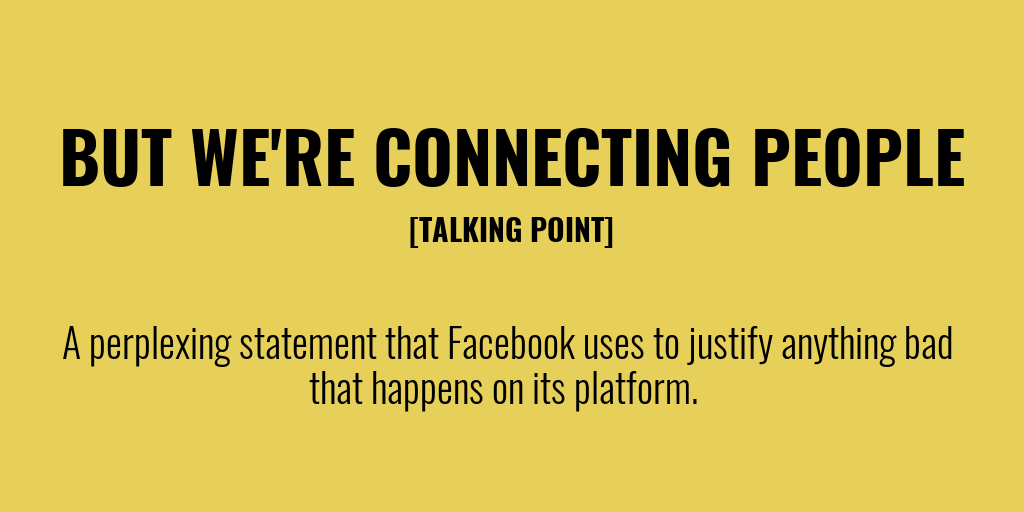 BUT WE'RE CONNECTING PEOPLE
[TALKING POINT]
A perplexing statement that Facebook uses to justify anything bad
that happens on its platform.